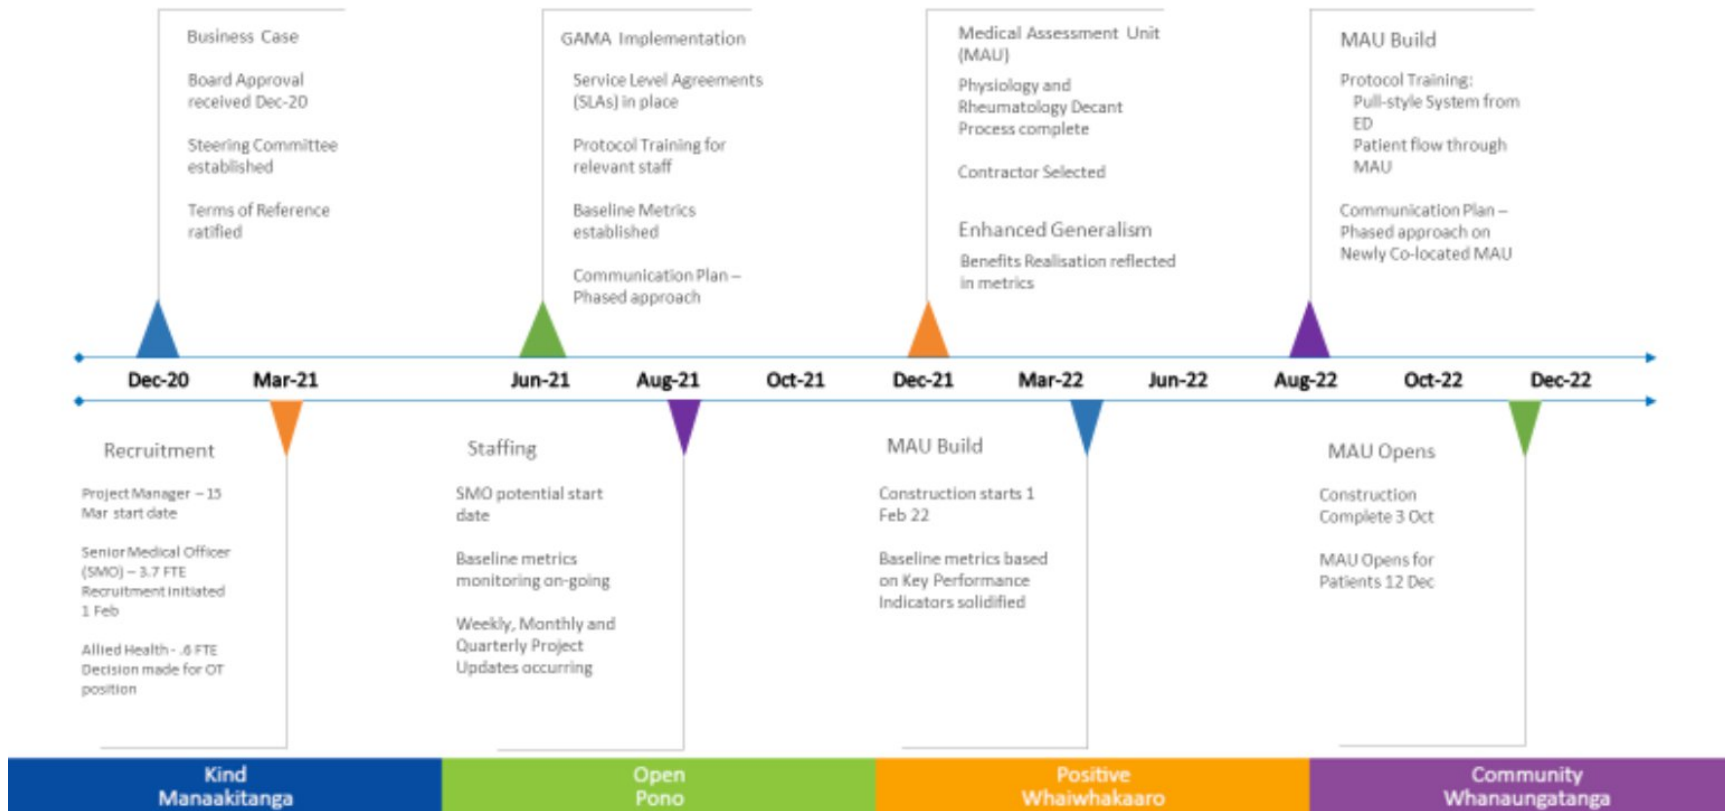 Business Case
Board Approval
received Dec-20
Steering Committee
established
Terms of Reference
ratified
GAMA Implementation
Service Level Agreements
(SLAs) in place
Protocol Training for
relevant staff
Baseline Metrics
established
Communication Plan –
Phased approach
Medical Assessment Unit
(MAU)
Physiology and
Rheumatology Decant
Process complete
Contractor Selected
Enhanced Generalism
Benefits Realisation reflected
in metrics
MAU Build
Protocol Training:
Pull-style System from
ED
Patient flow through
MAU
Communication Plan –
Phased approach on
Newly Co-located MAU
Dec-20 Mar-21 Jun-21 Aug-21 Oct-21 Dec-21 Mar-22 Jun-22 Aug-22 Oct-22 Dec-22
Recruitment
Project Manager – 15
Mar start date
Senior Medical Officer
(SMO) – 3.7 FTE
Recruitment initiated
1 Feb
Allied Health - .6 FTE
Decision made for OT
position
Staffing
SMO potential start
date
Baseline metrics
monitoring on-going
Weekly, Monthly and
Quarterly Project
Updates occurring
MAU Build
Construction starts 1
Feb 22
Baseline metrics based
on Key Performance
Indicators solidified
MAU Opens
Construction
Complete 3 Oct
MAU Opens for
Patients 12 Dec
Kind
Manaakitanga
Open
Pono
Positive
Whaiwhakaaro
Community
Whanaungatanga